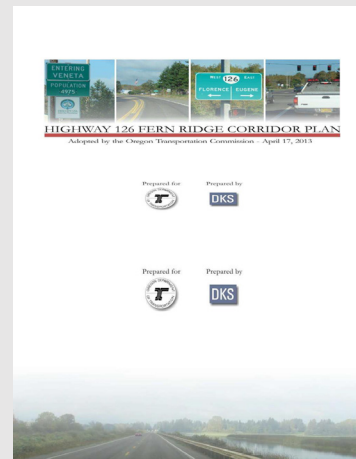 ENTERING
VENETA
POPULATION
4975
West 126 East
FLORENCE EUGENE
HIGHWAY 126 FERN RIDGE CORRIDOR PLAN
Adopted by the Oregon Transportation Commission - April 17, 2013
Prepared for Prepared by
T DKS
Prepared for Prepared by
T DKS